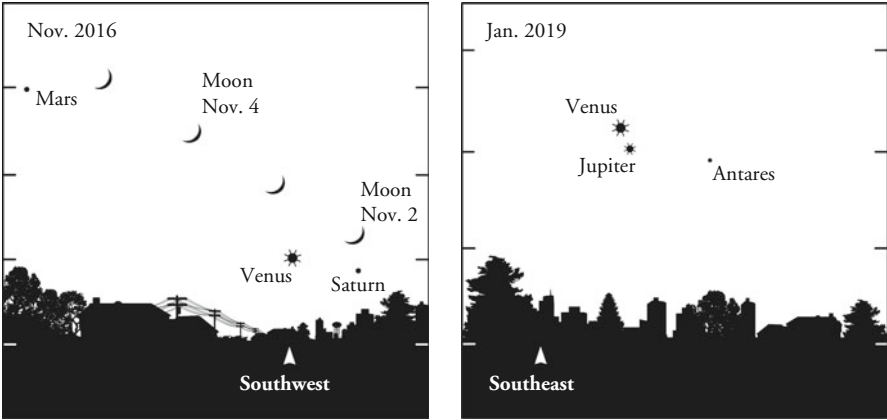 Nov. 2016
Mars
Moon
Nov. 4
Moon
Nov. 2
Venus
Saturn
Southwest
Jan. 2019
Venus
Jupiter
Antares
Southeast